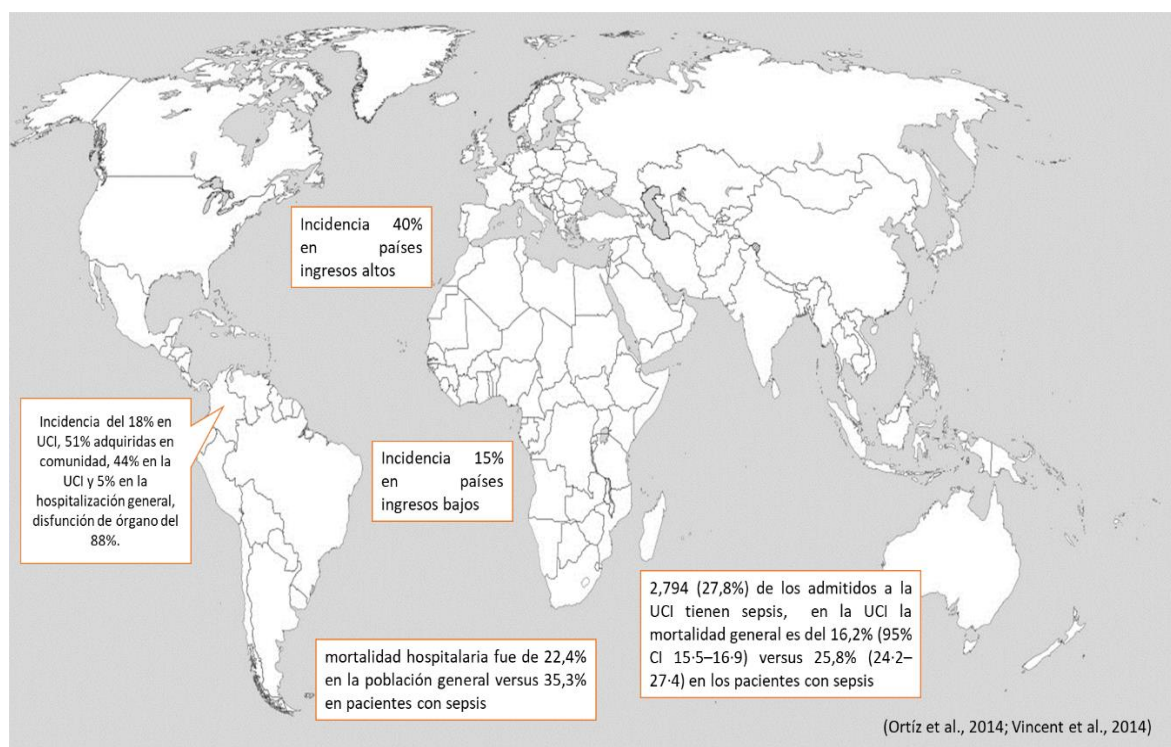 Incidencia 40%
en países
ingresos altos
Incidencia del 18% en
UCI, 51% adquiridas en
comunidad, 44% en la
UCI y 5% en la
hospitalización general,
disfunción de órgano del
88%.
Incidencia 15%
en países
ingresos bajos
2,794 (27,8%) de los admitidos a la
UCI tienen sepsis, en la UCI la
mortalidad general es del 16,2% (95%
CI 15·5–16·9) versus 25,8% (24·2–
27·4) en los pacientes con sepsis
mortalidad hospitalaria fue de 22,4%
en la población general versus 35,3%
en pacientes con sepsis
(Ortíz et al., 2014; Vincent et al., 2014)